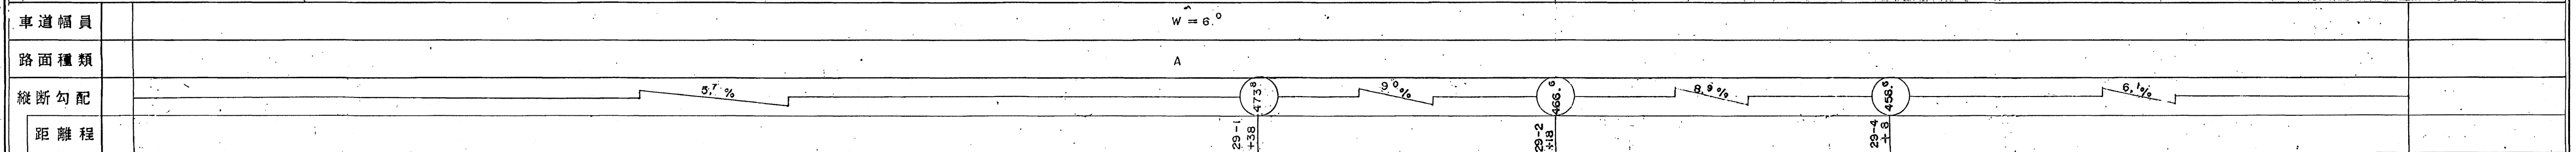 車道幅員 W=6.0
路面種類 A
縦断勾配 5.7% 473.8 9.0% 466.6 8.9% 458.6 6.1%
距離程 29-1 +38 29-2 +18 29-4 +8